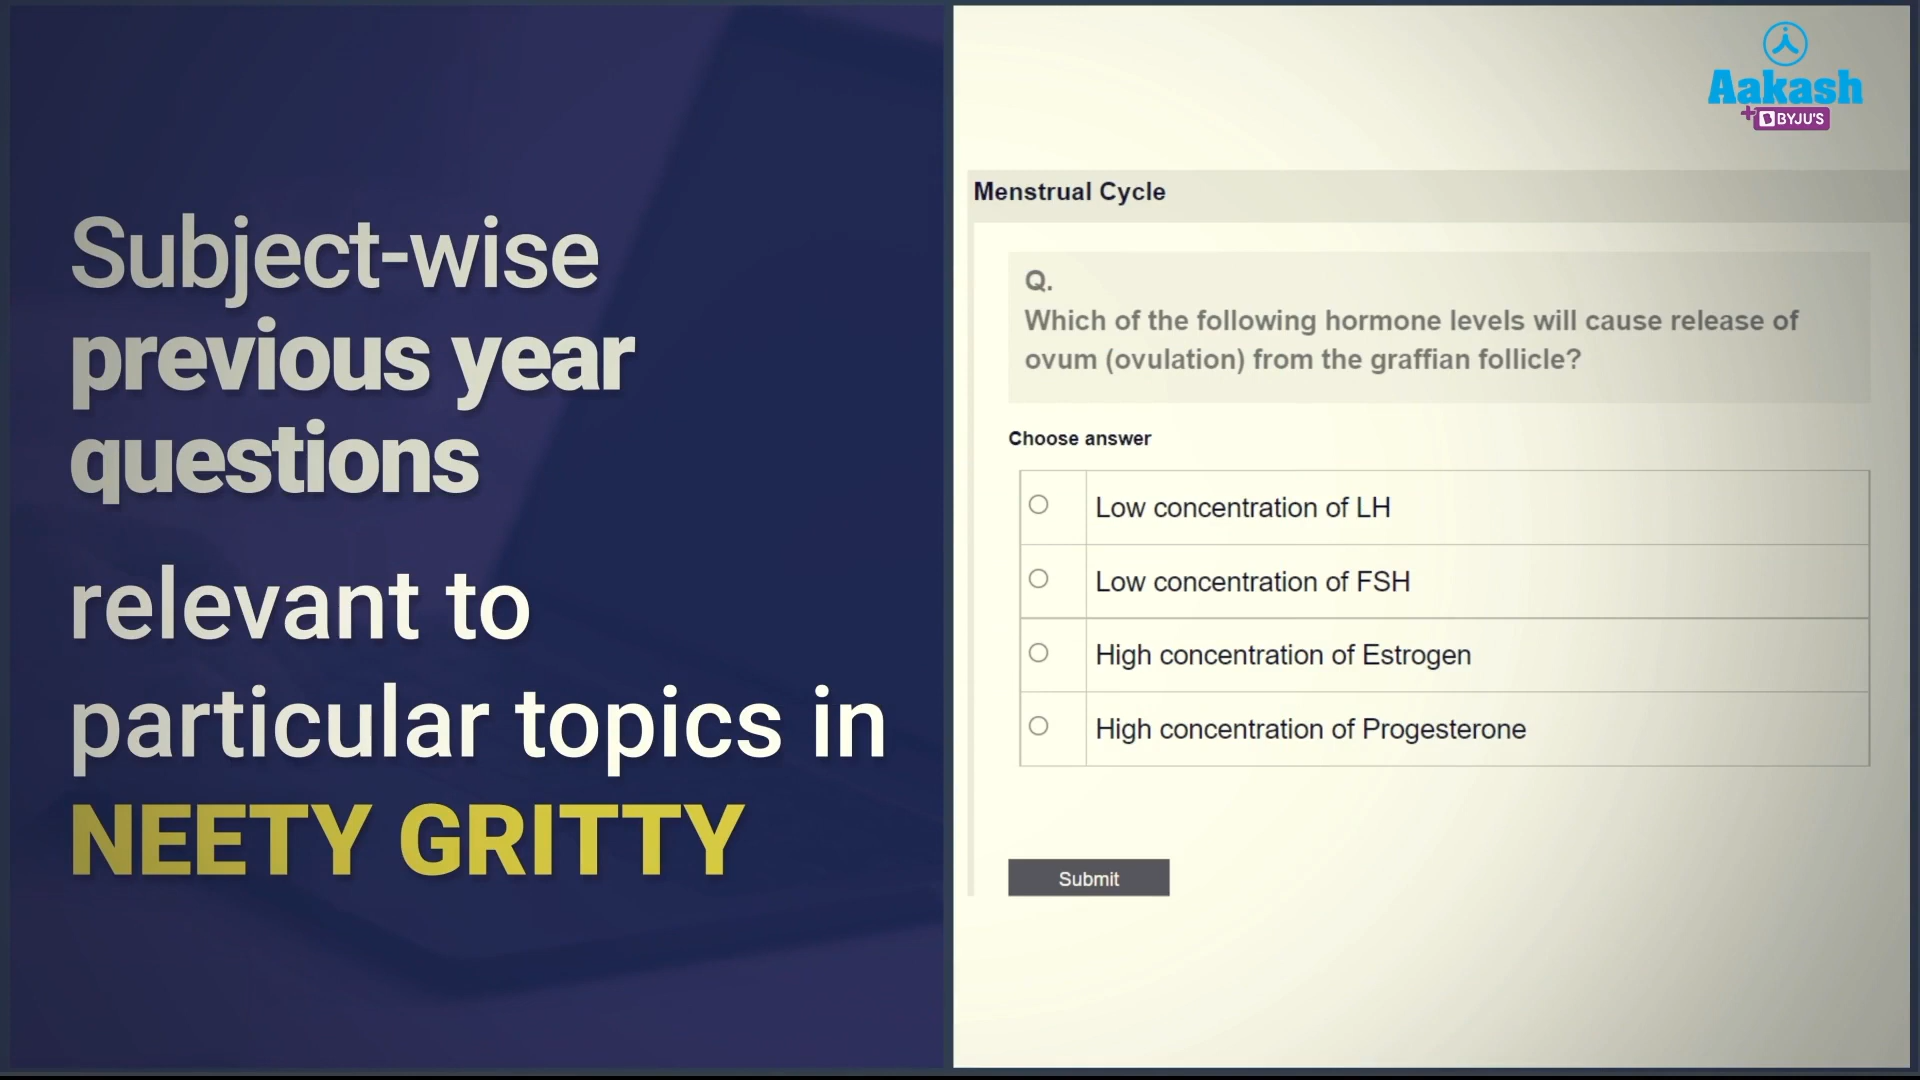 Subject-wise
previous year
questions
relevant to
particular topics in
NEETY GRITTY
Aakash
+ BYJU'S
Menstrual Cycle
Q.
Which of the following hormone levels will cause release of
ovum (ovulation) from the graffian follicle?
Choose answer
Low concentration of LH
Low concentration of FSH
High concentration of Estrogen
High concentration of Progesterone
Submit